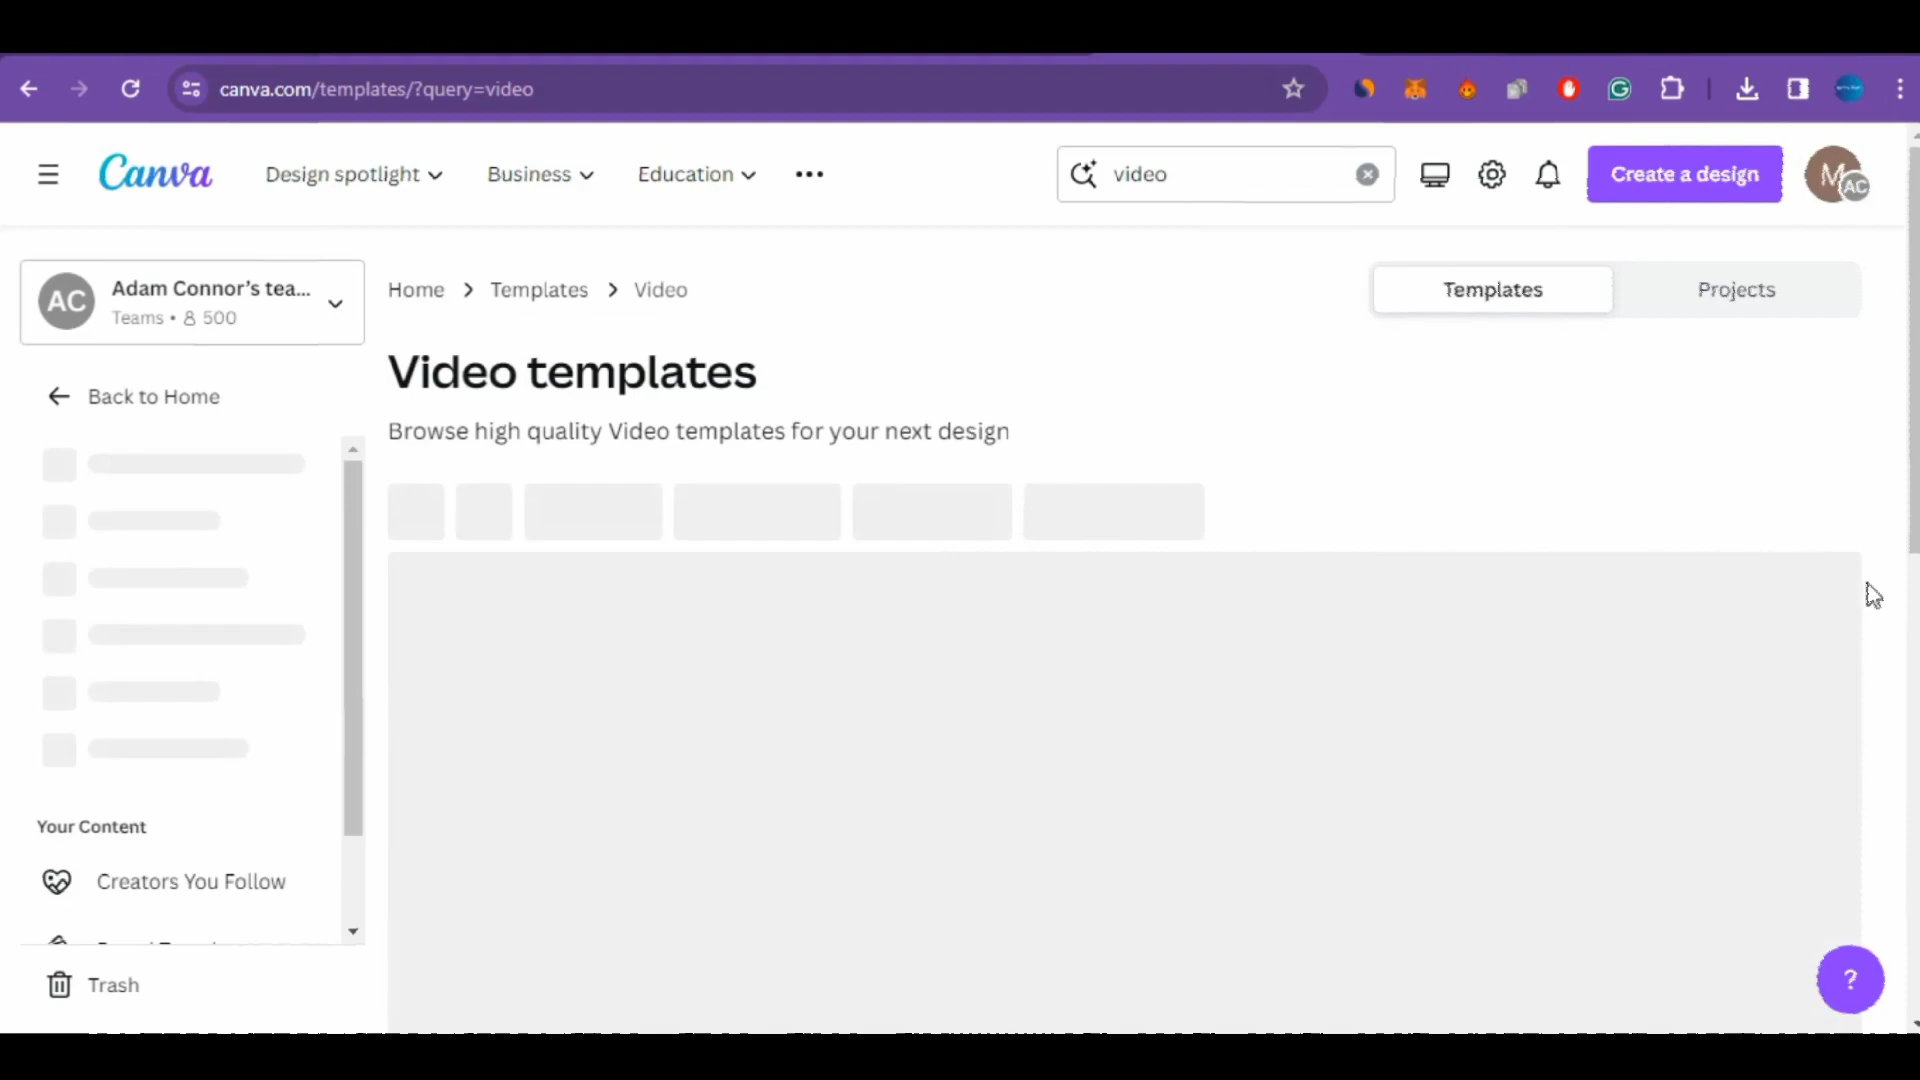 canva.com/templates/?query=video
Canva
Design spotlight
Business
Education
video
Create a design
M
AC
AC
Adam Connor's tea...
Teams • 500
Home > Templates > Video
Templates
Projects
Video templates
Back to Home
Browse high quality Video templates for your next design
Your Content
Creators You Follow
Trash
?